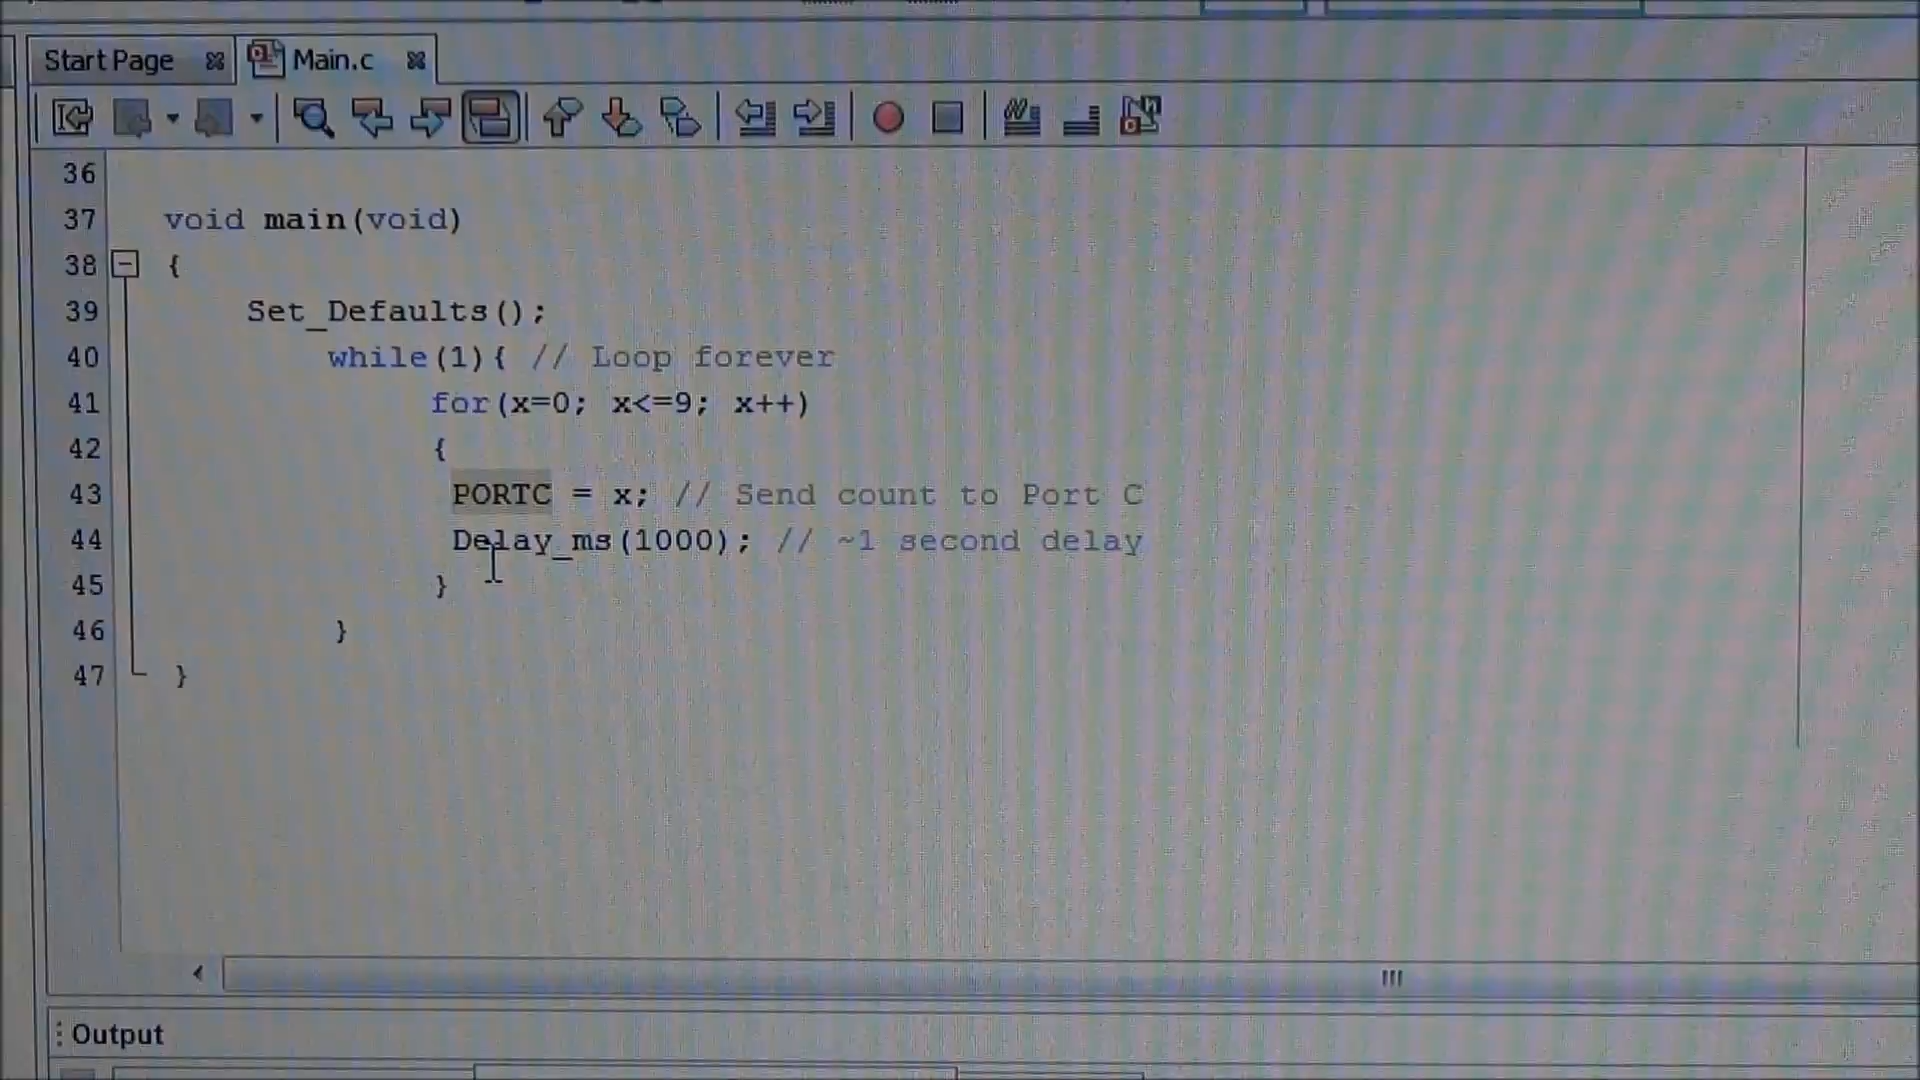 Start Page
Main.c
36
37 void main(void)
38 {
39 Set_Defaults();
40 while(1){ // Loop forever
41 for(x=0; x<=9; x++)
42 {
43 PORTC = x; // Send count to Port C
44 Delay_ms(1000); // ~1 second delay
45 }
46 }
47 }
Output